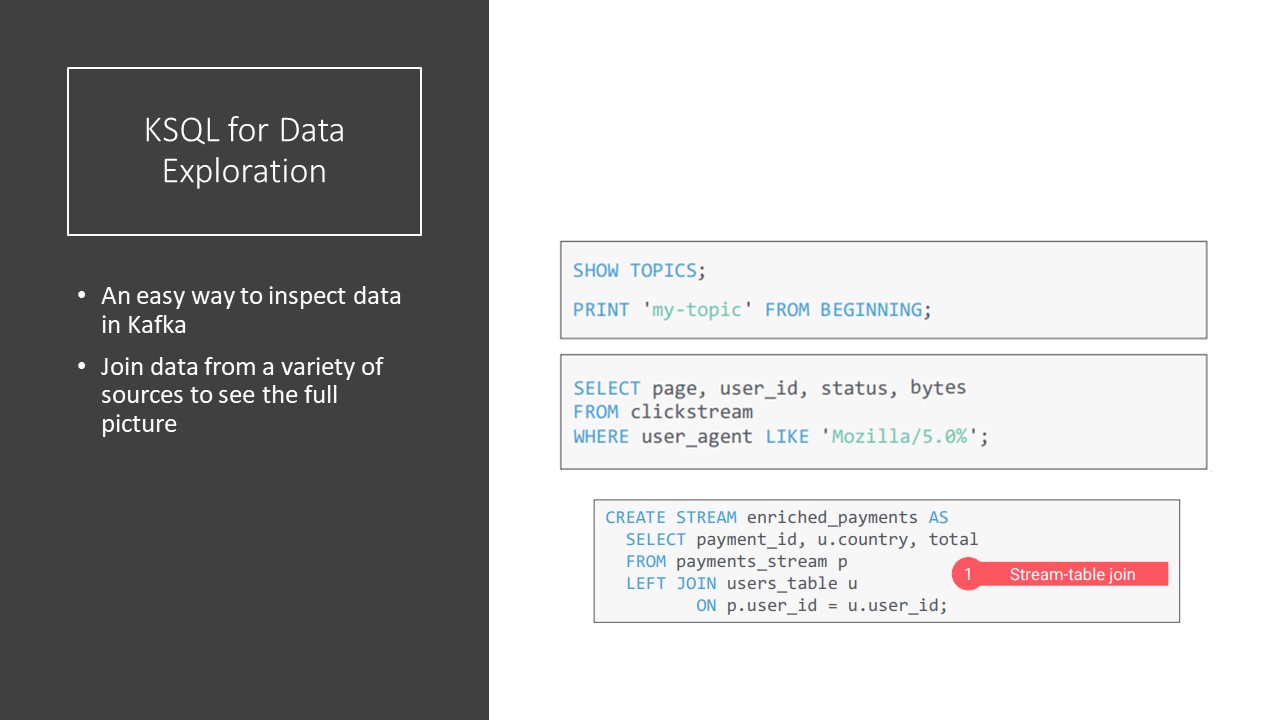 KSQL for Data
Exploration
• An easy way to inspect data
in Kafka
• Join data from a variety of
sources to see the full
picture
SHOW TOPICS;
PRINT 'my-topic' FROM BEGINNING;
SELECT page, user_id, status, bytes
FROM clickstream
WHERE user_agent LIKE 'Mozilla/5.0%';
CREATE STREAM enriched_payments AS
SELECT payment_id, u.country, total
FROM payments_stream p
LEFT JOIN users_table u
ON p.user_id = u.user_id;
1 Stream-table join